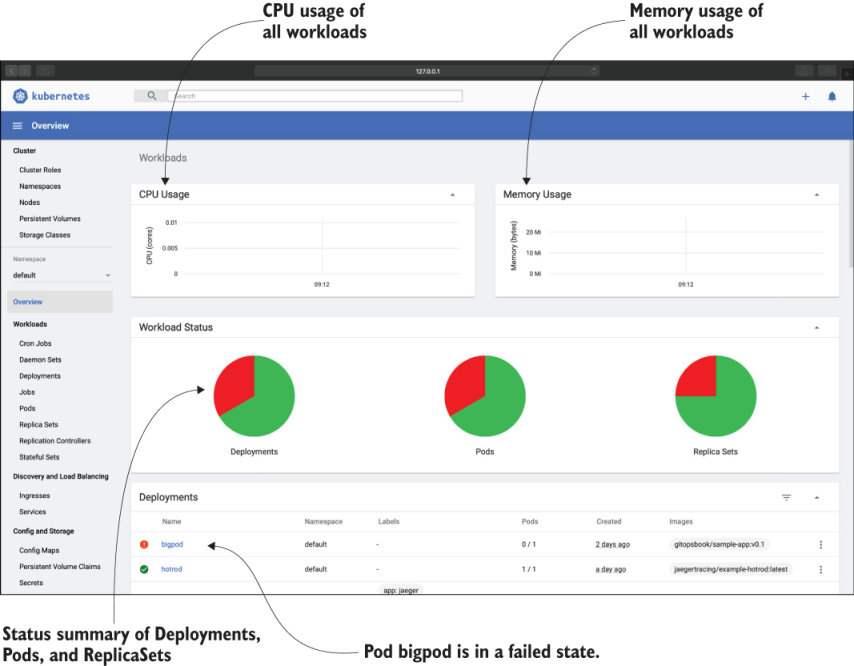 CPU usage of
all workloads
Memory usage of
all workloads
127.0.0.1
kubernetes
Search
Overview
Cluster
Cluster Roles
Namespaces
Nodes
Persistent Volumes
Storage Classes
Namespace
default
Overview
Workloads
Cron Jobs
Daemon Sets
Deployments
Jobs
Pods
Replica Sets
Replication Controllers
Stateful Sets
Discovery and Load Balancing
Ingresses
Services
Config and Storage
Config Maps
Persistent Volume Claims
Secrets
Workloads
CPU Usage
CPU (cores)
0.01
0.005
0
09:12
Memory Usage
Memory (bytes)
20 Mi
10 Mi
0 Mi
09:12
Workload Status
Deployments
Pods
Replica Sets
Deployments
Name Namespace Labels Pods Created Images
bigpod default - 0 / 1 2 days ago gitopsbook/sample-app:v0.1
hotrod default - 1 / 1 a day ago jaegertracing/example-hotrod:latest
app: jaeger
Status summary of Deployments,
Pods, and ReplicaSets
Pod bigpod is in a failed state.